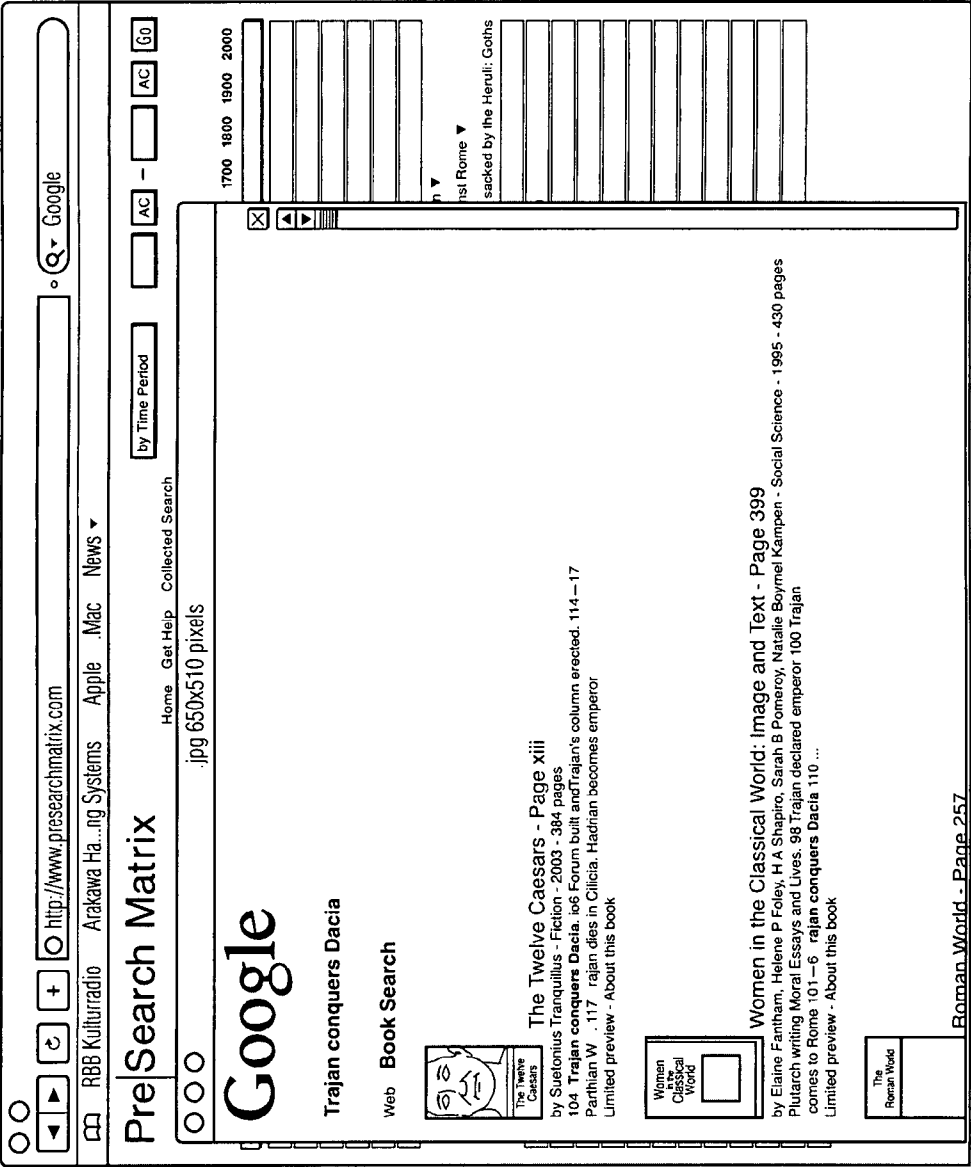 http://www.presearchmatrix.com
Google
RBB Kulturradio Arakawa Ha...ng Systems Apple .Mac News ▼
PreSearch Matrix
by Time Period
AC – AC Go
Home Get Help Collected Search
1700 1800 1900 2000
n ▼
nst Rome ▼
sacked by the Heruli; Goths
.jpg 650x510 pixels
Google
Trajan conquers Dacia
Web Book Search
The Twelve
Caesars
The Twelve Caesars - Page xiii
by Suetonius Tranquillus - Fiction - 2003 - 384 pages
104 Trajan conquers Dacia. io6 Forum built andTrajan's column erected. 114–17
Parthian W . 117 rajan dies in Cilicia. Hadrian becomes emperor
Limited preview - About this book
Women
in the
Classical
World
Women in the Classical World: Image and Text - Page 399
by Elaine Fantham, Helene P Foley, H A Shapiro, Sarah B Pomeroy, Natalie Boymel Kampen - Social Science - 1995 - 430 pages
Plutarch writing Moral Essays and Lives. 98 Trajan declared emperor 100 Trajan
comes to Rome 101–6 rajan conquers Dacia 110 ...
Limited preview - About this book
The
Roman World
Roman World - Page 257